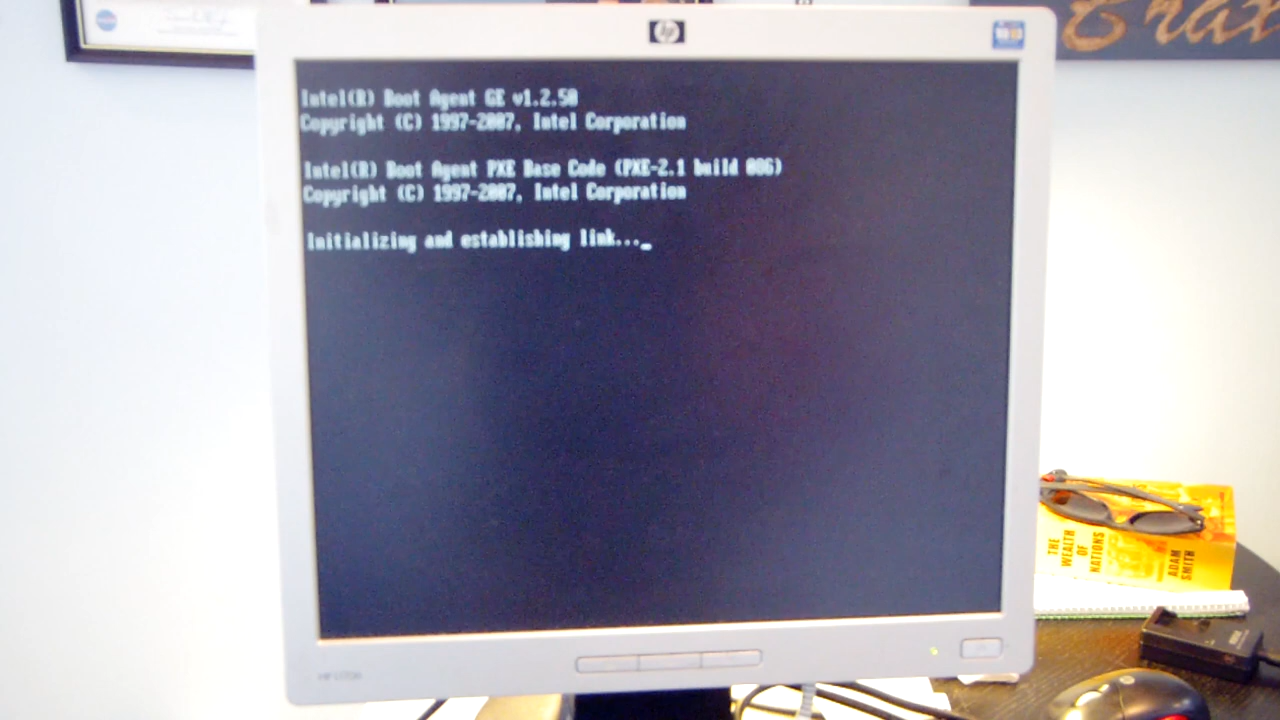 hp
Intel(R) Boot Agent GE v1.2.50
Copyright (C) 1997-2007, Intel Corporation
Intel(R) Boot Agent PXE Base Code (PXE-2.1 build 086)
Copyright (C) 1997-2007, Intel Corporation
Initializing and establishing link..._
THE
WEALTH
OF
NATIONS
ADAM
SMITH